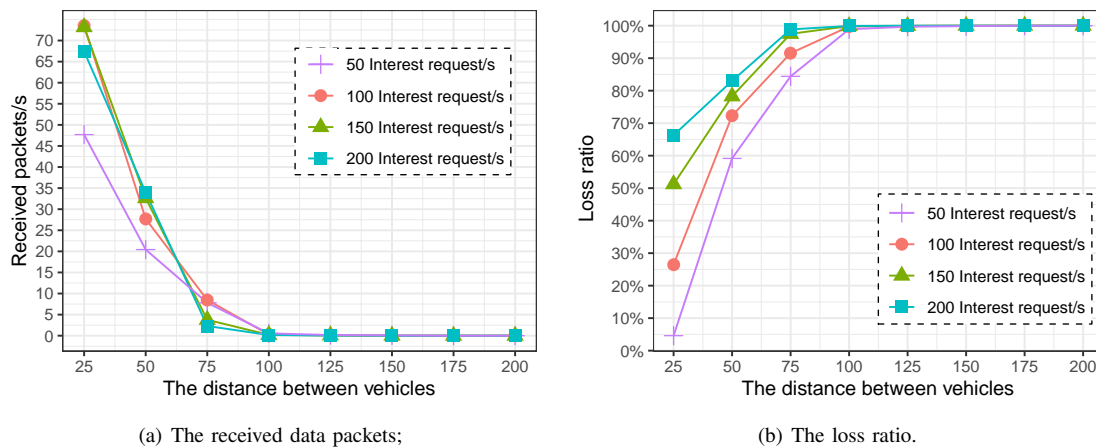 Received packets/s
70
65
60
55
50
45
40
35
30
25
20
15
10
5
0
50 Interest request/s
100 Interest request/s
150 Interest request/s
200 Interest request/s
25 50 75 100 125 150 175 200
The distance between vehicles
(a) The received data packets;
Loss ratio
100%
90%
80%
70%
60%
50%
40%
30%
20%
10%
0%
50 Interest request/s
100 Interest request/s
150 Interest request/s
200 Interest request/s
25 50 75 100 125 150 175 200
The distance between vehicles
(b) The loss ratio.